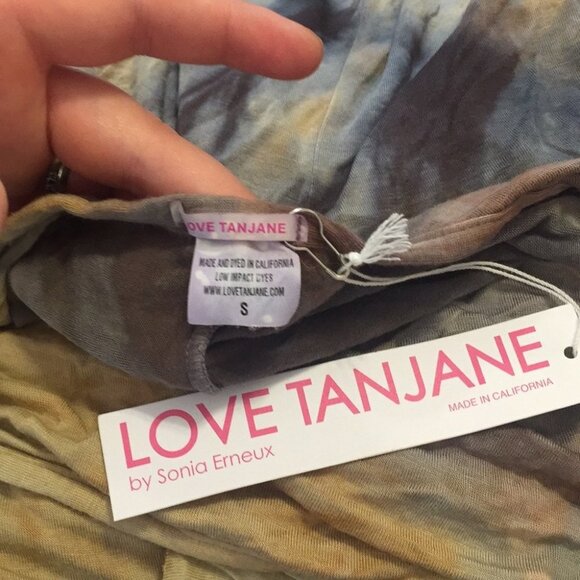 OVE TANJANE
MADE AND DYED IN CALIFORNIA
LOW IMPACT DYES
WWW.LOVETANJANE.COM
S
LOVE TANJANE
MADE IN CALIFORNIA
by Sonia Erneux